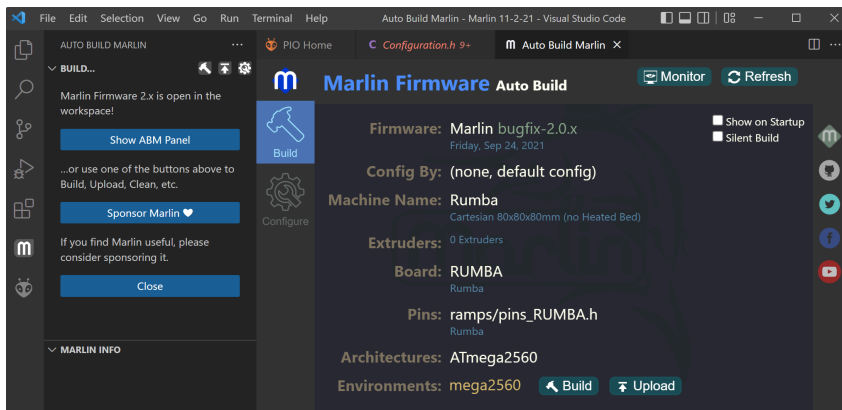 File Edit Selection View Go Run Terminal Help Auto Build Marlin - Marlin 11-2-21 - Visual Studio Code
AUTO BUILD MARLIN
BUILD...
Marlin Firmware 2.x is open in the
workspace!
Show ABM Panel
...or use one of the buttons above to
Build, Upload, Clean, etc.
Sponsor Marlin
If you find Marlin useful, please
consider sponsoring it.
Close
MARLIN INFO
PIO Home C Configuration.h 9+ m Auto Build Marlin
Marlin Firmware Auto Build Monitor Refresh
Build
Configure
Show on Startup
Silent Build
Firmware: Marlin bugfix-2.0.x
Friday, Sep 24, 2021
Config By: (none, default config)
Machine Name: Rumba
Cartesian 80x80x80mm (no Heated Bed)
Extruders: 0 Extruders
Board: RUMBA
Rumba
Pins: ramps/pins_RUMBA.h
Rumba
Architectures: ATmega2560
Environments: mega2560 Build Upload